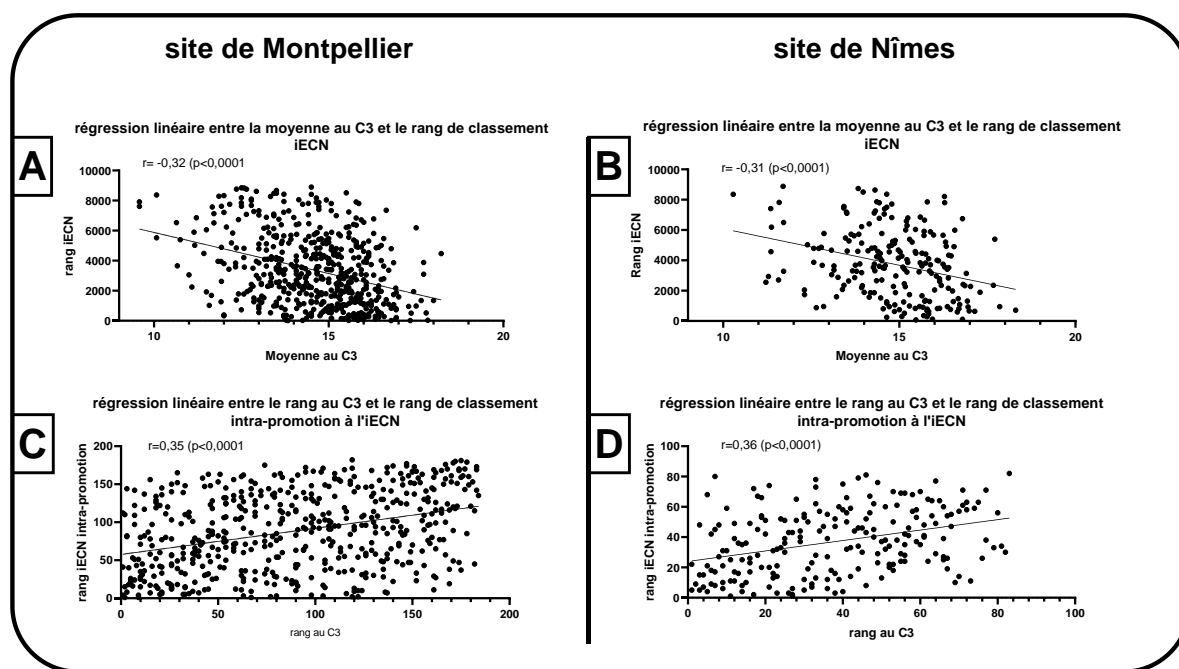 site de Montpellier
site de Nîmes
A
régression linéaire entre la moyenne au C3 et le rang de classement
iECN
r= -0,32 (p<0,0001
rang iECN
10000
8000
6000
4000
2000
0
10
15
20
Moyenne au C3
B
régression linéaire entre la moyenne au C3 et le rang de classement
iECN
r= -0,31 (p<0,0001)
Rang iECN
10000
8000
6000
4000
2000
0
10
15
20
Moyenne au C3
C
régression linéaire entre le rang au C3 et le rang de classement
intra-promotion à l'iECN
r=0,35 (p<0,0001
rang iECN intra-promotion
200
150
100
50
0
0
50
100
150
200
rang au C3
D
régression linéaire entre le rang au C3 et le rang de classement
intra-promotion à l'iECN
r=0,36 (p<0,0001)
rang iECN intra-promotion
100
80
60
40
20
0
0
20
40
60
80
100
rang au C3